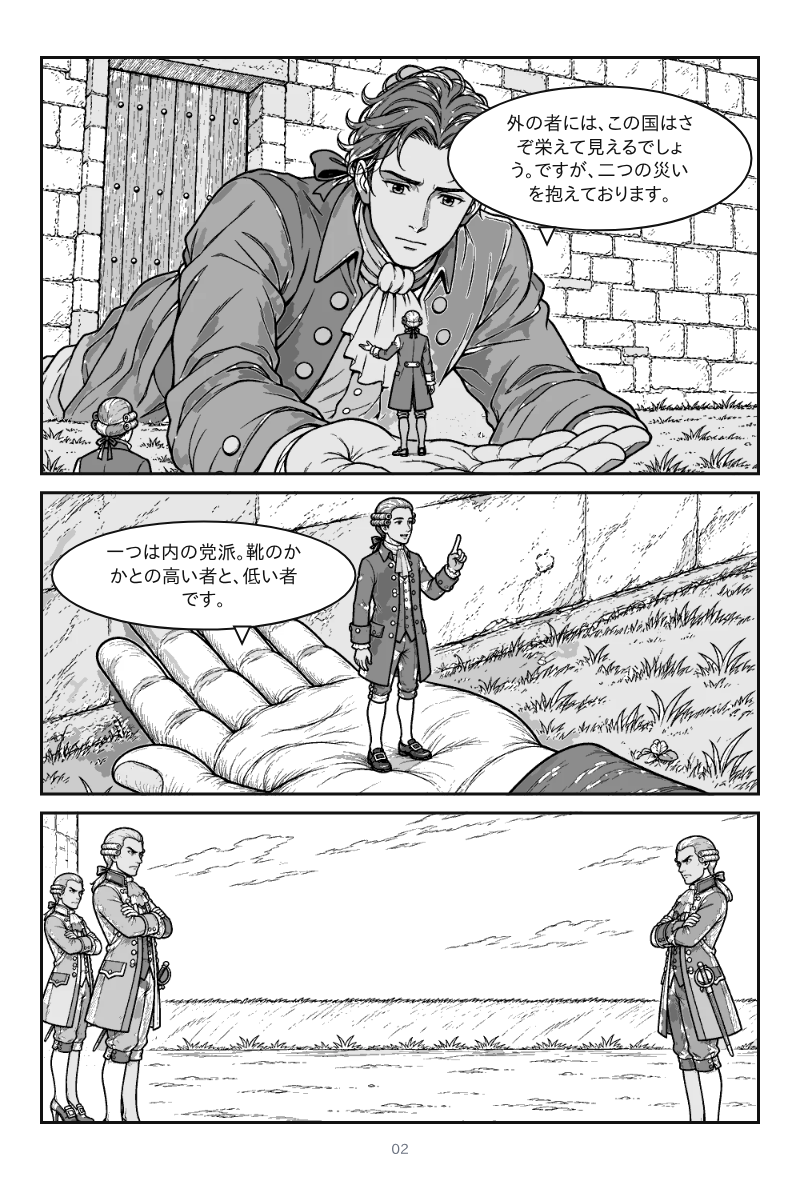 外の者には、この国はさ
ぞ栄えて見えるでしょ
う。ですが、二つの災い
を抱えております。
一つは内の党派。靴のか
かとの高い者と、低い者
です。
02